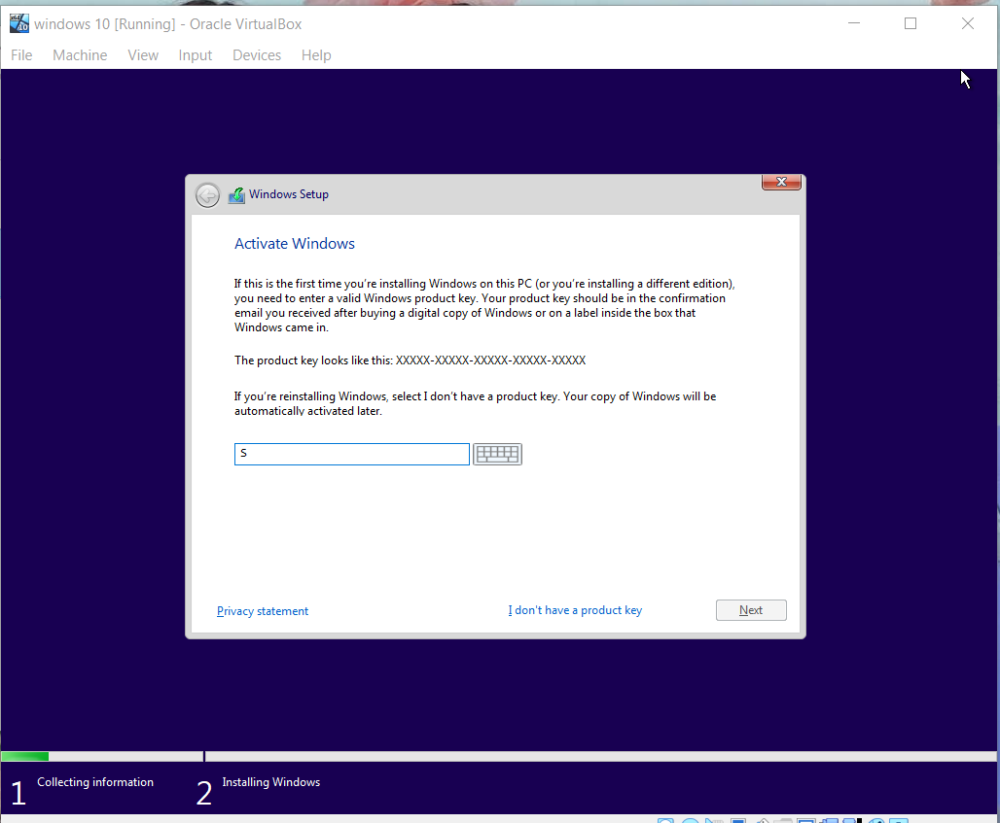 windows 10 [Running] - Oracle VirtualBox
File Machine View Input Devices Help
Windows Setup
Activate Windows
If this is the first time you're installing Windows on this PC (or you're installing a different edition),
you need to enter a valid Windows product key. Your product key should be in the confirmation
email you received after buying a digital copy of Windows or on a label inside the box that
Windows came in.
The product key looks like this: XXXXX-XXXXX-XXXXX-XXXXX-XXXXX
If you're reinstalling Windows, select I don't have a product key. Your copy of Windows will be
automatically activated later.
S
Privacy statement
I don't have a product key
Next
1 Collecting information
2 Installing Windows